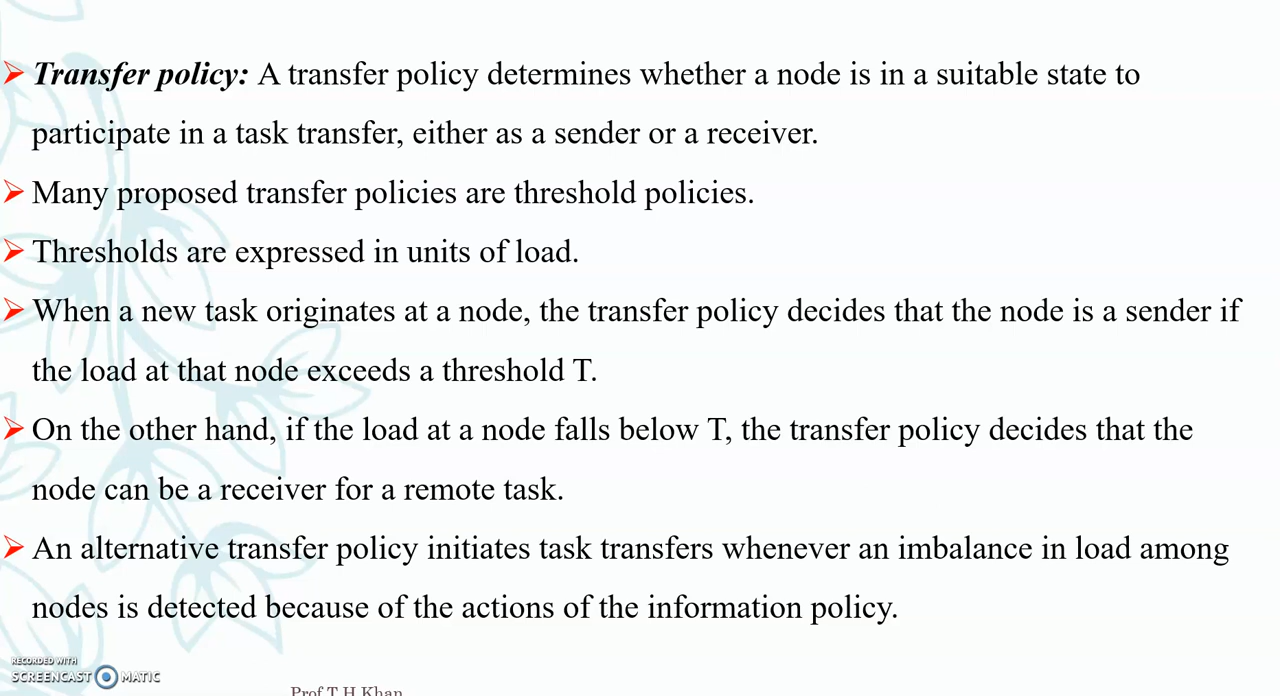 Transfer policy: A transfer policy determines whether a node is in a suitable state to
participate in a task transfer, either as a sender or a receiver.
Many proposed transfer policies are threshold policies.
Thresholds are expressed in units of load.
When a new task originates at a node, the transfer policy decides that the node is a sender if
the load at that node exceeds a threshold T.
On the other hand, if the load at a node falls below T, the transfer policy decides that the
node can be a receiver for a remote task.
An alternative transfer policy initiates task transfers whenever an imbalance in load among
nodes is detected because of the actions of the information policy.
RECORDED WITH
SCREENCAST MATIC
Prof.T.H.Khan